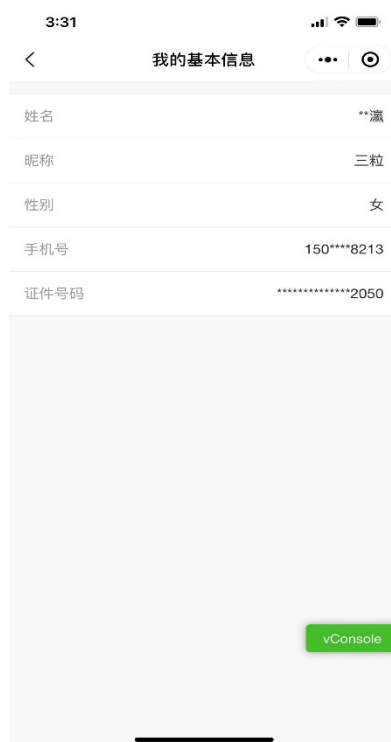 3:31
我的基本信息
姓名 **瀛
昵称 三粒
性别 女
手机号 150****8213
证件号码 **************2050
vConsole